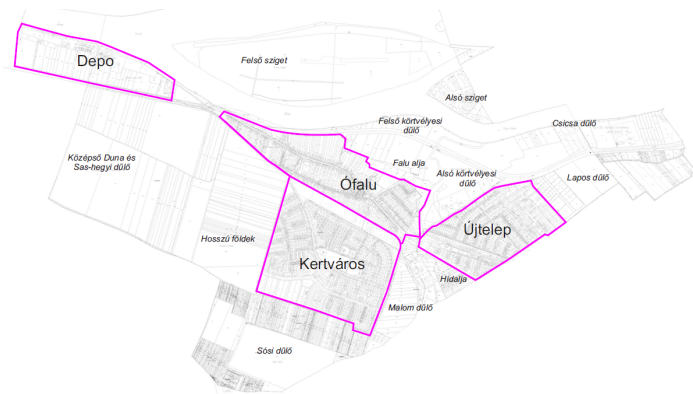 Depo
Felső sziget
Alsó sziget
Felső körtvélyesi
dűlő
Csicsa dűlő
Középső Duna és
Sas-hegyi dűlő
Falu alja
Alsó körtvélyesi
dűlő
Lapos dűlő
Ófalu
Újtelep
Hosszú földek
Kertváros
Hídalja
Malom dűlő
Sósi dűlő